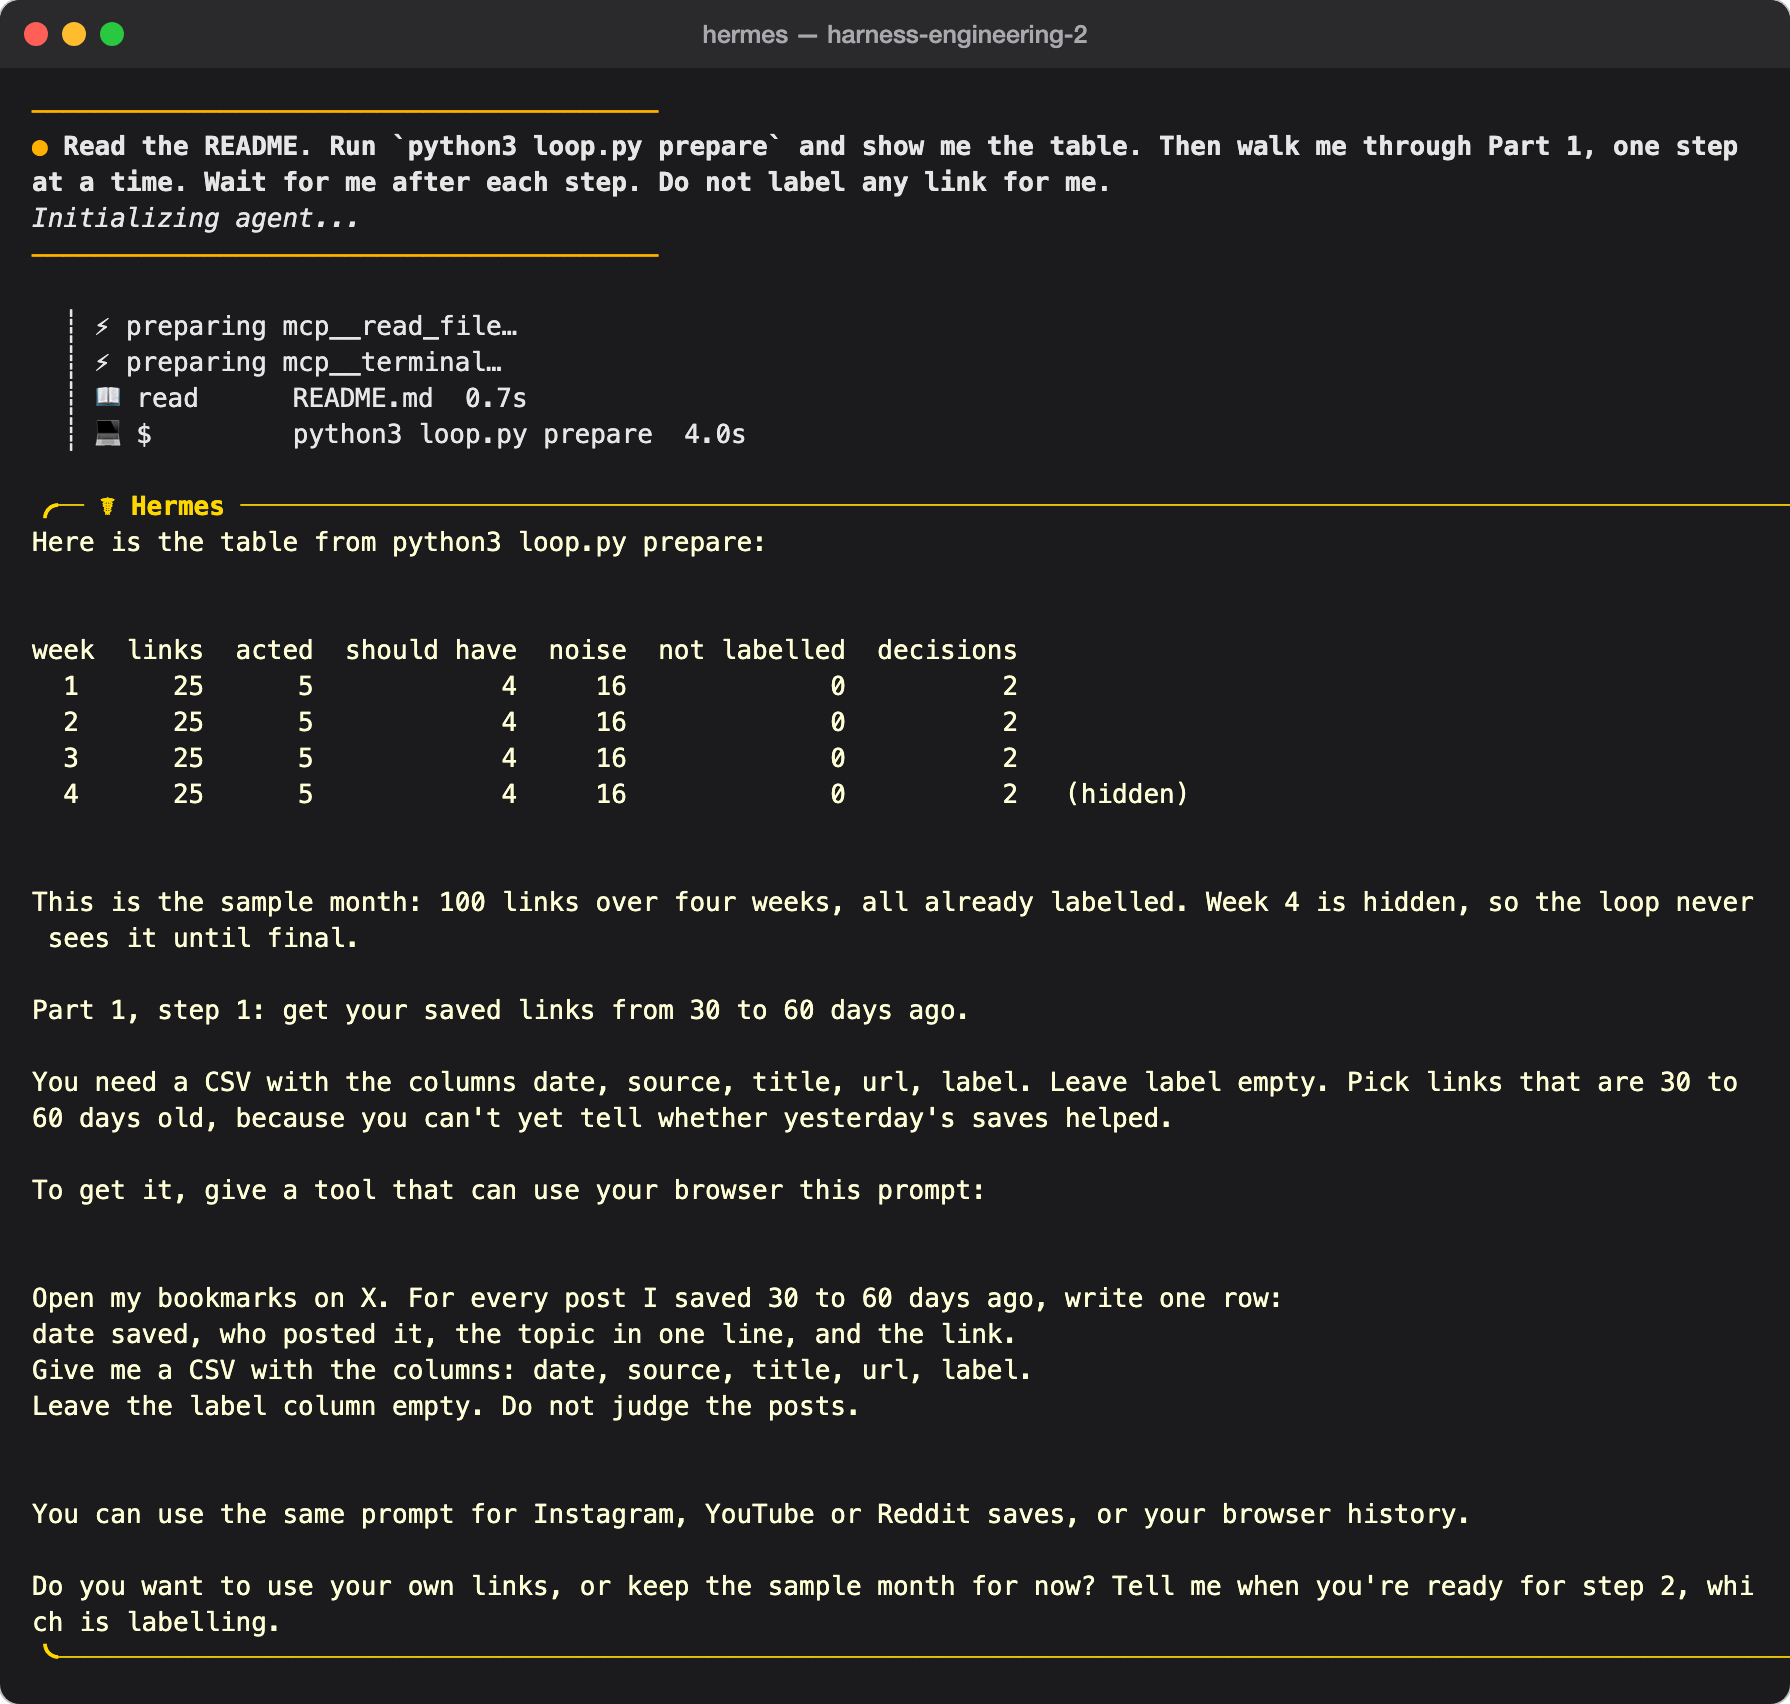 hermes — harness-engineering-2
● Read the README. Run `python3 loop.py prepare` and show me the table. Then walk me through Part 1, one step
at a time. Wait for me after each step. Do not label any link for me.
Initializing agent...
⚡ preparing mcp__read_file…
⚡ preparing mcp__terminal…
📖 read      README.md  0.7s
💻 $         python3 loop.py prepare  4.0s
☤ Hermes
Here is the table from python3 loop.py prepare:
week  links  acted  should have  noise  not labelled  decisions
1      25      5            4     16             0          2
2      25      5            4     16             0          2
3      25      5            4     16             0          2
4      25      5            4     16             0          2   (hidden)
This is the sample month: 100 links over four weeks, all already labelled. Week 4 is hidden, so the loop never
sees it until final.
Part 1, step 1: get your saved links from 30 to 60 days ago.
You need a CSV with the columns date, source, title, url, label. Leave label empty. Pick links that are 30 to
60 days old, because you can't yet tell whether yesterday's saves helped.
To get it, give a tool that can use your browser this prompt:
Open my bookmarks on X. For every post I saved 30 to 60 days ago, write one row:
date saved, who posted it, the topic in one line, and the link.
Give me a CSV with the columns: date, source, title, url, label.
Leave the label column empty. Do not judge the posts.
You can use the same prompt for Instagram, YouTube or Reddit saves, or your browser history.
Do you want to use your own links, or keep the sample month for now? Tell me when you're ready for step 2, whi
ch is labelling.